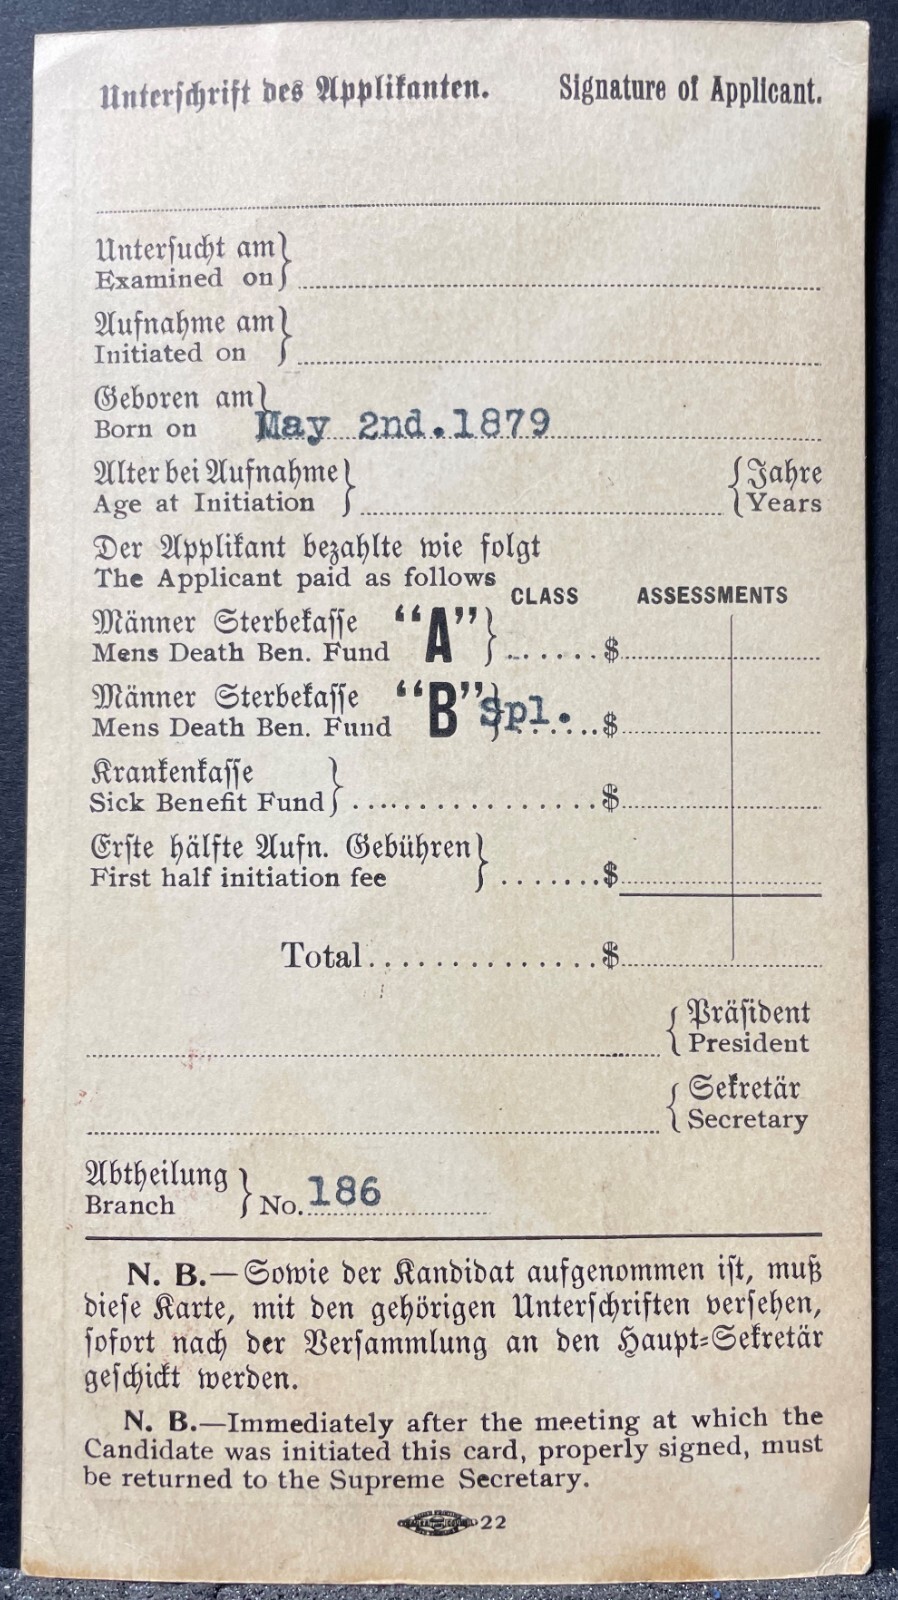 Unterschrift des Applikanten. Signature of Applicant.
Untersucht am
Examined on
Aufnahme am
Initiated on
Geboren am
Born on May 2nd.1879
Alter bei Aufnahme Jahre
Age at Initiation Years
Der Applikant bezahlte wie folgt
The Applicant paid as follows
CLASS ASSESSMENTS
Männer Sterbekasse "A"
Mens Death Ben. Fund $
Männer Sterbekasse "B" Spl.
Mens Death Ben. Fund $
Krankenkasse
Sick Benefit Fund $
Erste hälfte Aufn. Gebühren
First half initiation fee $
Total $
Präsident
President
Sekretär
Secretary
Abtheilung
Branch No. 186
N. B.—Sowie der Kandidat aufgenommen ist, muß
diese Karte, mit den gehörigen Unterschriften versehen,
sofort nach der Versammlung an den Haupt-Sekretär
geschickt werden.
N. B.—Immediately after the meeting at which the
Candidate was initiated this card, properly signed, must
be returned to the Supreme Secretary.
22